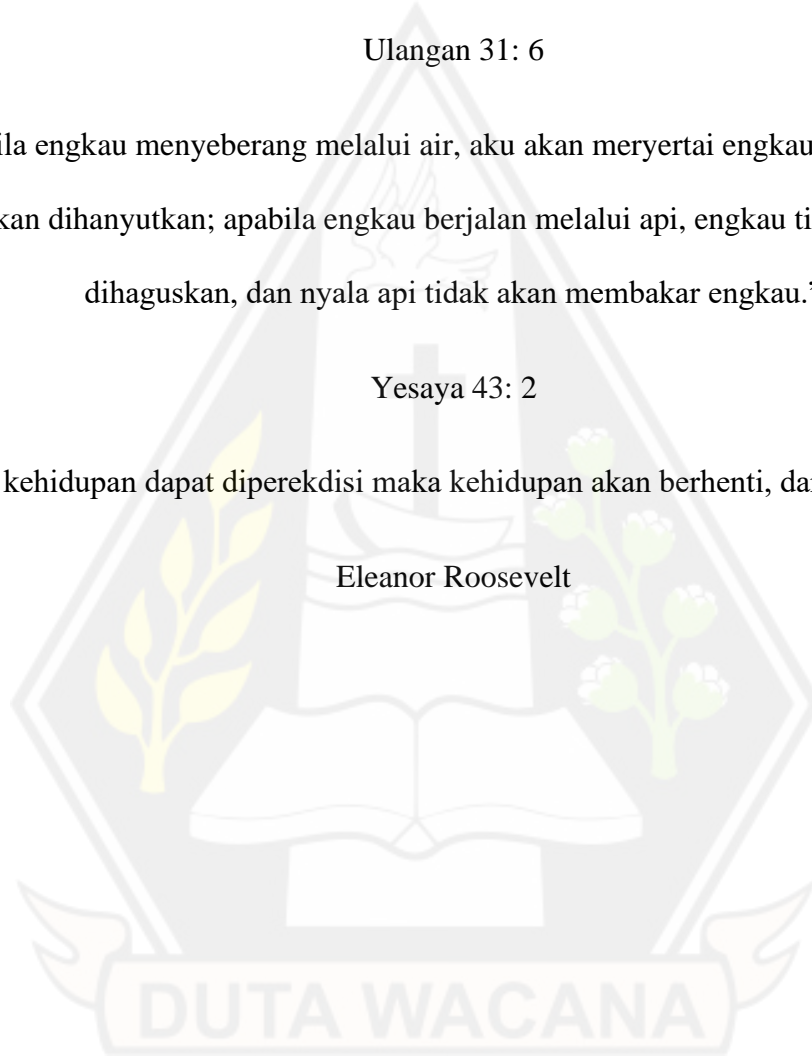 Ulangan 31: 6
ila engkau menyeberang melalui air, aku akan meryertai engkau
kan dihanyutkan; apabila engkau berjalan melalui api, engkau ti
dihaguskan, dan nyala api tidak akan membakar engkau.
Yesaya 43: 2
kehidupan dapat diperekdisi maka kehidupan akan berhenti, da
Eleanor Roosevelt
DUTA WACANA